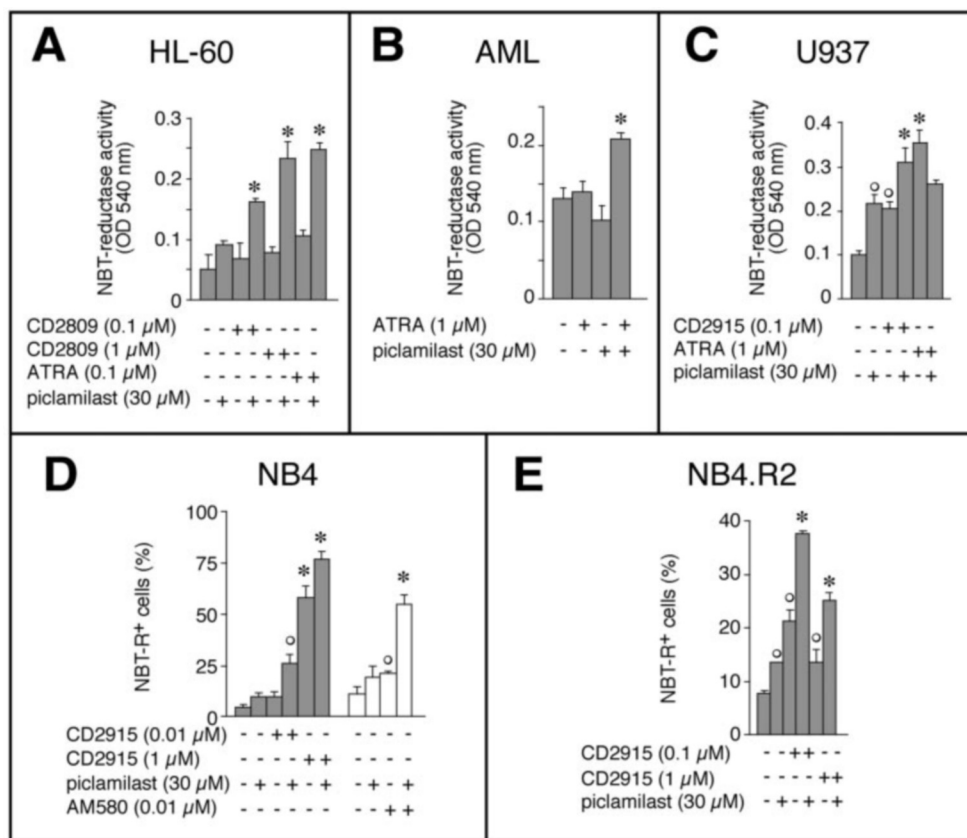 A HL-60
NBT-reductase activity
(OD 540 nm)
0.3
0.2
0.1
0
* * *
CD2809 (0.1 µM) - - + + - - - -
CD2809 (1 µM) - - - - + + - -
ATRA (0.1 µM) - - - - - - + +
piclamilast (30 µM) - + - + - + - +
B AML
NBT-reductase activity
(OD 540 nm)
0.2
0.1
0
*
ATRA (1 µM) - + - +
piclamilast (30 µM) - - + +
C U937
NBT-reductase activity
(OD 540 nm)
0.4
0.3
0.2
0.1
0
o o * *
CD2915 (0.1 µM) - - + + - -
ATRA (1 µM) - - - - + +
piclamilast (30 µM) - + - + - +
D NB4
NBT-R+ cells (%)
100
75
50
25
0
o * * o *
CD2915 (0.01 µM) - - + + - - - - - -
CD2915 (1 µM) - - - - + + - - - -
piclamilast (30 µM) - + - + - + - + - +
AM580 (0.01 µM) - - - - - - - - + +
E NB4.R2
NBT-R+ cells (%)
40
30
20
10
0
o o * o *
CD2915 (0.1 µM) - - + + - -
CD2915 (1 µM) - - - - + +
piclamilast (30 µM) - + - + - +